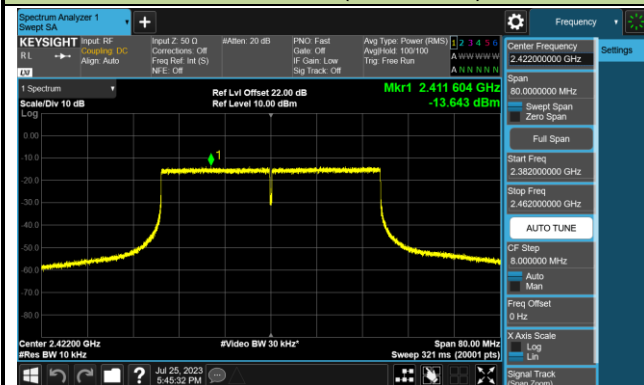 Spectrum Analyzer 1
Swept SA
Frequency
KEYSIGHT
Input: RF
Coupling: DC
Align: Auto
Input Z: 50 Ω
Corrections: Off
Freq Ref: Int (S)
NFE: Off
#Atten: 20 dB
PNO: Fast
Gate: Off
IF Gain: Low
Sig Track: Off
Avg Type: Power (RMS)
Avg|Hold: 100/100
Trig: Free Run
1 2 3 4 5 6
A W W W W W
A N N N N N
R L
LXI
1 Spectrum
Scale/Div 10 dB
Log
Ref Lvl Offset 22.00 dB
Ref Level 10.00 dBm
Mkr1 2.411 604 GHz
-13.643 dBm
0.00
-10.0
-20.0
-30.0
-40.0
-50.0
-60.0
-70.0
-80.0
1
Center 2.42200 GHz
#Res BW 10 kHz
#Video BW 30 kHz*
Span 80.00 MHz
Sweep 321 ms (20001 pts)
Jul 25, 2023
5:45:32 PM
Settings
Center Frequency
2.422000000 GHz
Span
80.0000000 MHz
Swept Span
Zero Span
Full Span
Start Freq
2.382000000 GHz
Stop Freq
2.462000000 GHz
AUTO TUNE
CF Step
8.000000 MHz
Auto
Man
Freq Offset
0 Hz
X Axis Scale
Log
Lin
Signal Track
(Span Zoom)